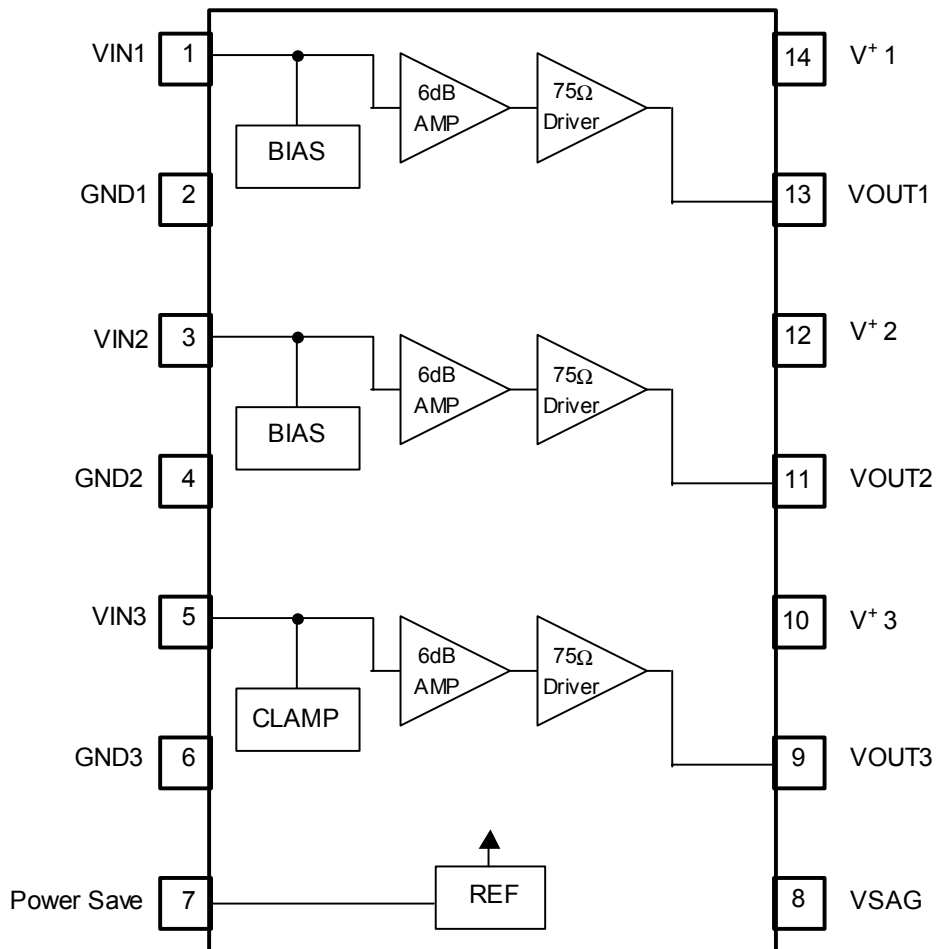 VIN1 1
6dB
AMP
75Ω
Driver
14 V+ 1
BIAS
GND1 2
13 VOUT1
VIN2 3
6dB
AMP
75Ω
Driver
12 V+ 2
BIAS
GND2 4
11 VOUT2
VIN3 5
6dB
AMP
75Ω
Driver
10 V+ 3
CLAMP
GND3 6
9 VOUT3
Power Save 7
REF
8 VSAG